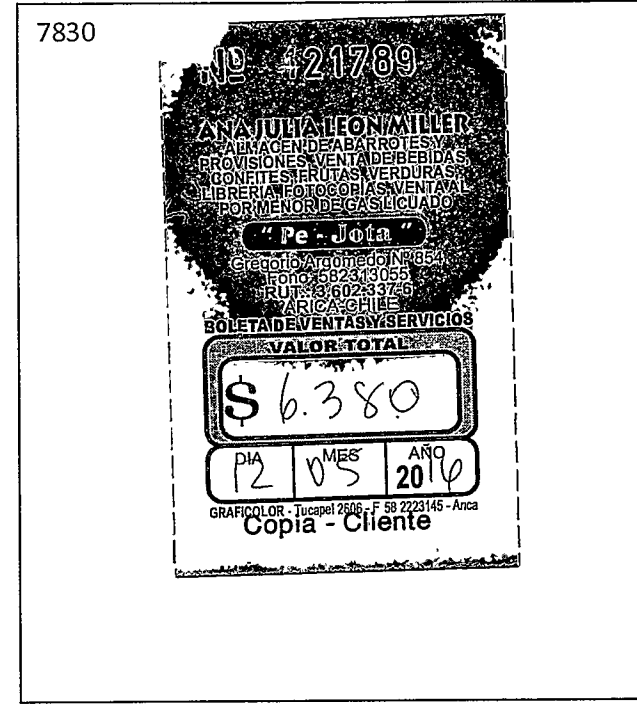 7830
Nº 421789
ANA JULIA LEON MILLER
ALMACEN DE ABARROTES Y
PROVISIONES, VENTA DE BEBIDAS,
CONFITES, FRUTAS, VERDURAS,
LIBRERIA, FOTOCOPIAS, VENTA AL
POR MENOR DE GAS LICUADO
" Pe - Jota "
Gregorio Argomedo Nº 854
Fono: 582313055
RUT.: 3.602.337-6
ARICA-CHILE
BOLETA DE VENTAS Y SERVICIOS
VALOR TOTAL
$ 6.380
DIA MES AÑO
12 05 2016
GRAFICOLOR - Tucapel 2606 - F 58 2223145 - Arica
Copia - Cliente